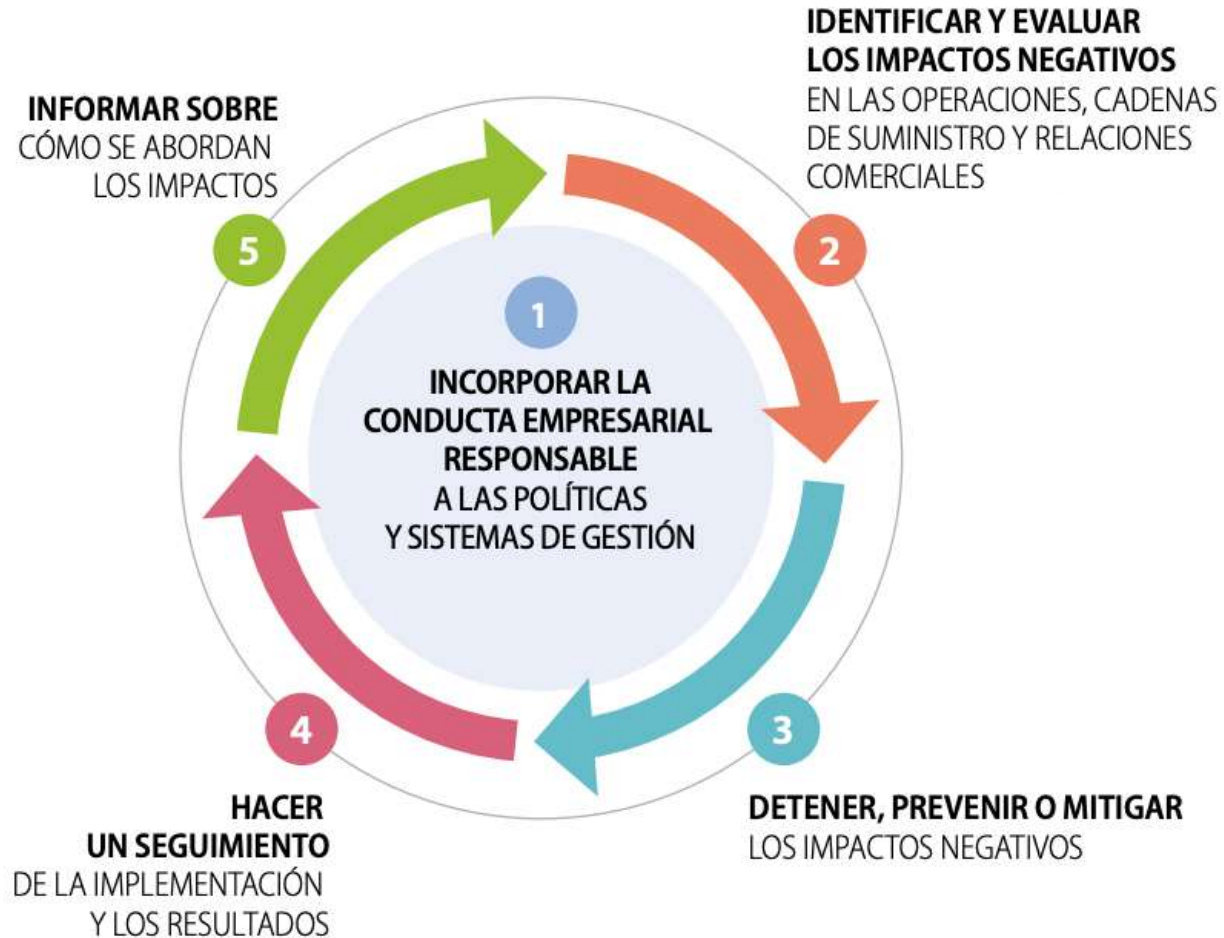 1
INCORPORAR LA
CONDUCTA EMPRESARIAL
RESPONSABLE
A LAS POLÍTICAS
Y SISTEMAS DE GESTIÓN
2
IDENTIFICAR Y EVALUAR
LOS IMPACTOS NEGATIVOS
EN LAS OPERACIONES, CADENAS
DE SUMINISTRO Y RELACIONES
COMERCIALES
3
DETENER, PREVENIR O MITIGAR
LOS IMPACTOS NEGATIVOS
4
HACER
UN SEGUIMIENTO
DE LA IMPLEMENTACIÓN
Y LOS RESULTADOS
5
INFORMAR SOBRE
CÓMO SE ABORDAN
LOS IMPACTOS